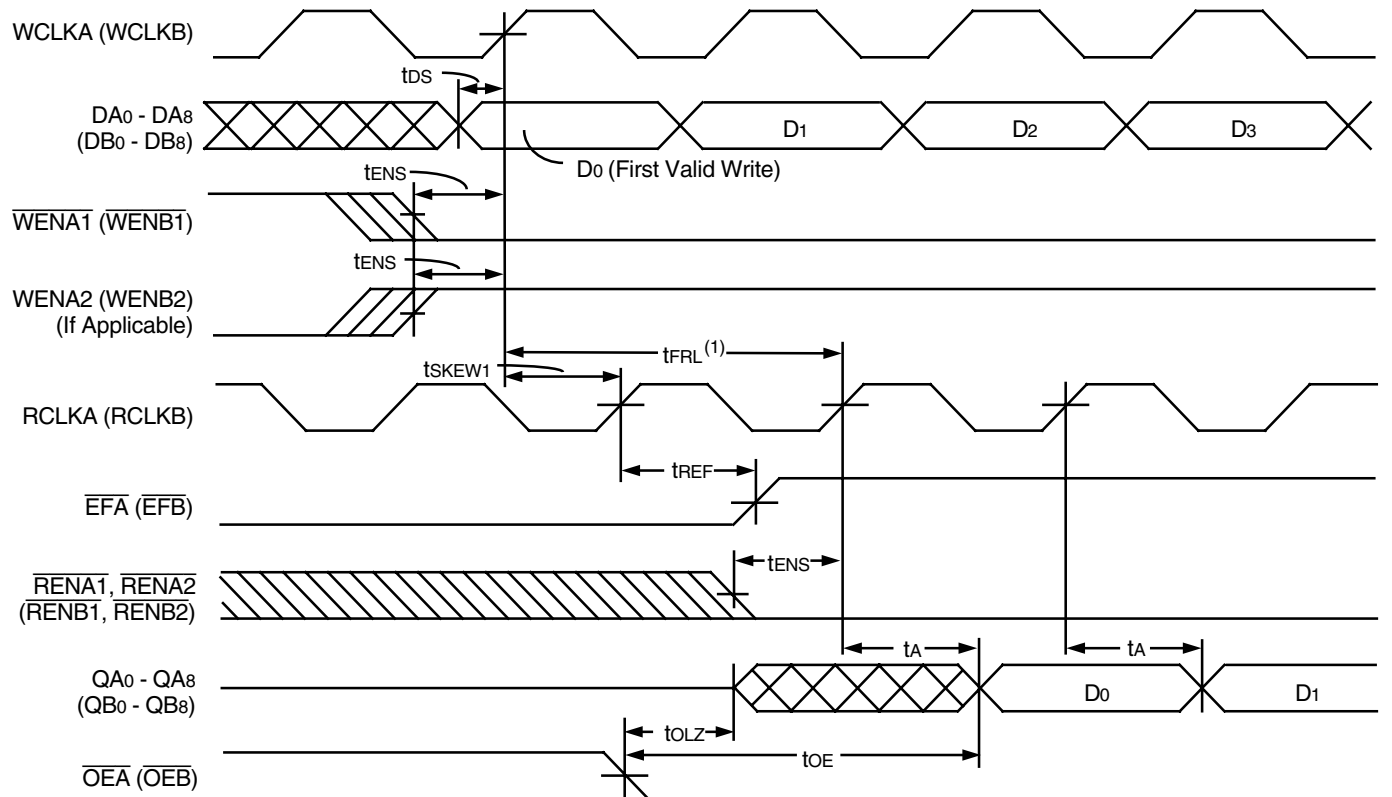 WCLKA (WCLKB)
tDS
DA0 - DA8
(DB0 - DB8)
D1
D2
D3
D0 (First Valid Write)
tENS
WENA1 (WENB1)
tENS
WENA2 (WENB2)
(If Applicable)
tFRL(1)
tSKEW1
RCLKA (RCLKB)
tREF
EFA (EFB)
tENS
RENA1, RENA2
(RENB1, RENB2)
tA
tA
QA0 - QA8
(QB0 - QB8)
D0
D1
tOLZ
tOE
OEA (OEB)